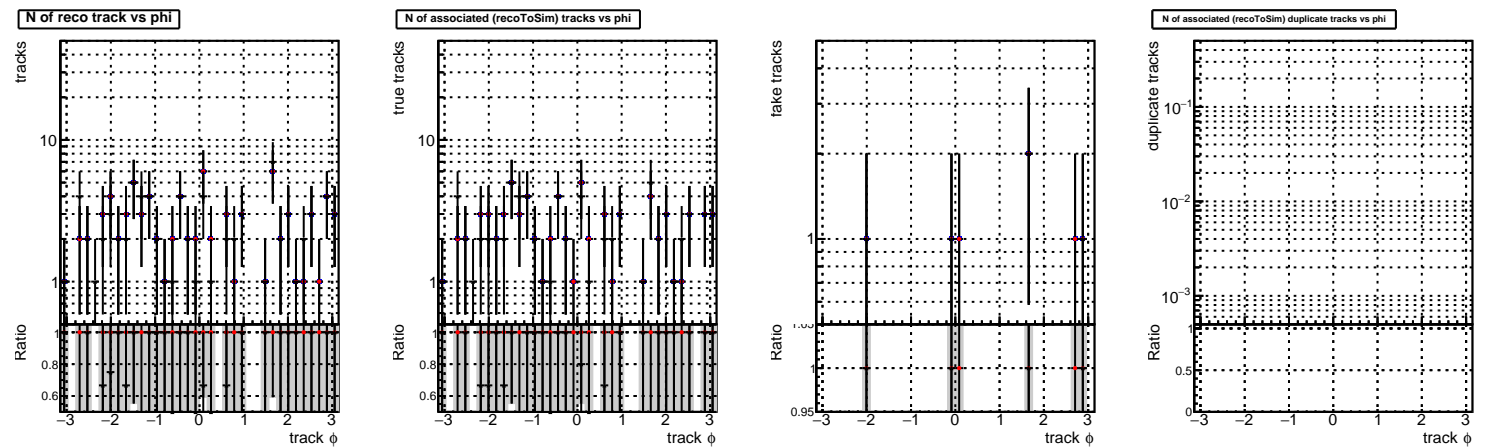 N of reco track vs phi
tracks
10
1
Ratio
1
0.8
0.6
−3 −2 −1 0 1 2 3
track ϕ
N of associated (recoToSim) tracks vs phi
true tracks
10
1
Ratio
1
0.8
0.6
−3 −2 −1 0 1 2 3
track ϕ
fake tracks
1
Ratio
1
0.95
−3 −2 −1 0 1 2 3
track ϕ
N of associated (recoToSim) duplicate tracks vs phi
duplicate tracks
10⁻¹
10⁻²
10⁻³
Ratio
1
0.5
0
−3 −2 −1 0 1 2 3
track ϕ